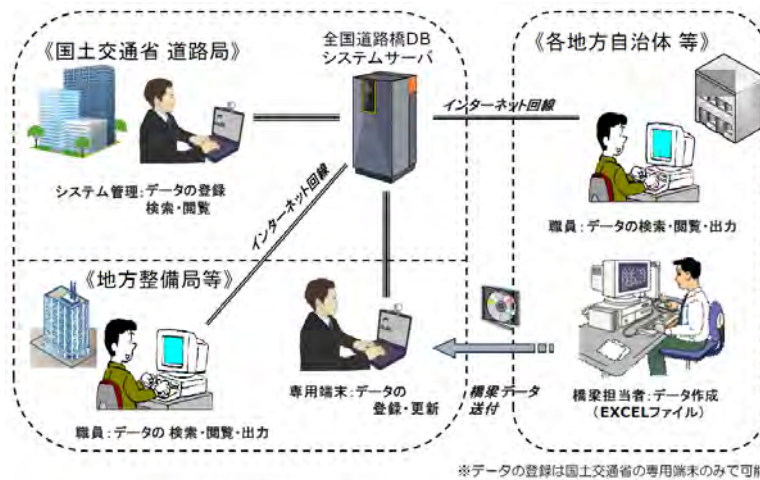 《国土交通省 道路局》
全国道路橋DB
システムサーバ
《各地方自治体 等》
インターネット回線
システム管理:データの登録
検索・閲覧
インターネット回線
職員:データの検索・閲覧・出力
《地方整備局等》
専用端末:データの
登録・更新
橋梁データ
送付
橋梁担当者:データ作成
(EXCELファイル)
職員:データの 検索・閲覧・出力
※データの登録は国土交通省の専用端末のみで可能